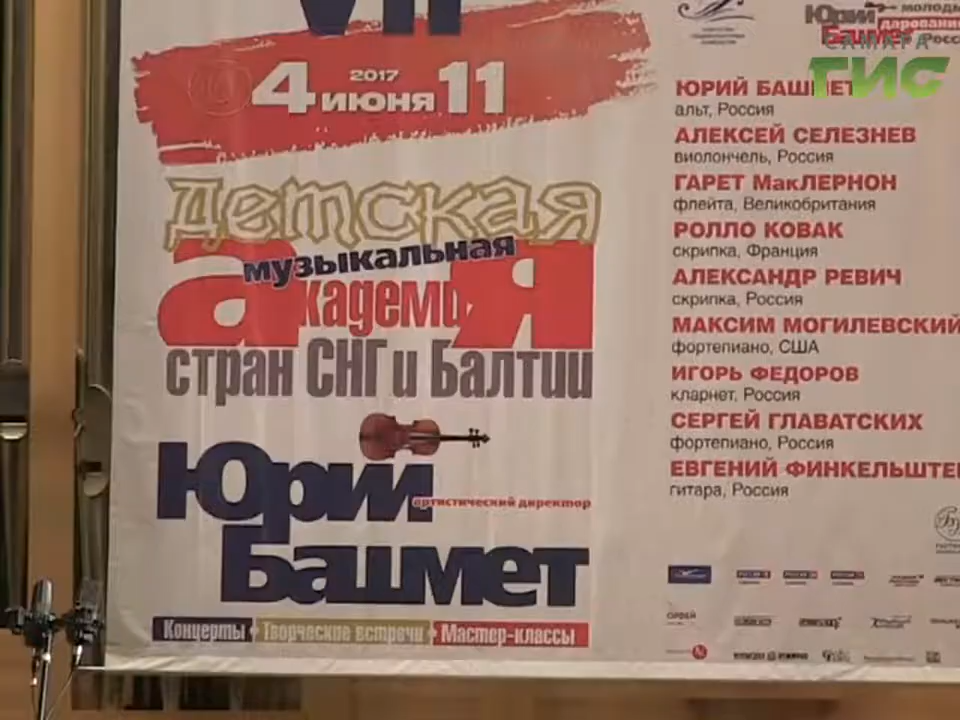 VII
2017
4 ИЮНЯ 11
Детская
музыкальная
академия
стран СНГ и Балтии
Юрий
артистический директор
Башмет
Концерты • Творческие встречи • Мастер-классы
Юрий
Башмет
МОЛОДЫ
дарования
САМАРА
ГИС
ЮРИЙ БАШМЕТ
альт, Россия
АЛЕКСЕЙ СЕЛЕЗНЕВ
виолончель, Россия
ГАРЕТ МакЛЕРНОН
флейта, Великобритания
РОЛЛО КОВАК
скрипка, Франция
АЛЕКСАНДР РЕВИЧ
скрипка, Россия
МАКСИМ МОГИЛЕВСКИЙ
фортепиано, США
ИГОРЬ ФЕДОРОВ
кларнет, Россия
СЕРГЕЙ ГЛАВАТСКИХ
фортепиано, Россия
ЕВГЕНИЙ ФИНКЕЛЬШТЕ
гитара, Россия
ОРФЕЙ